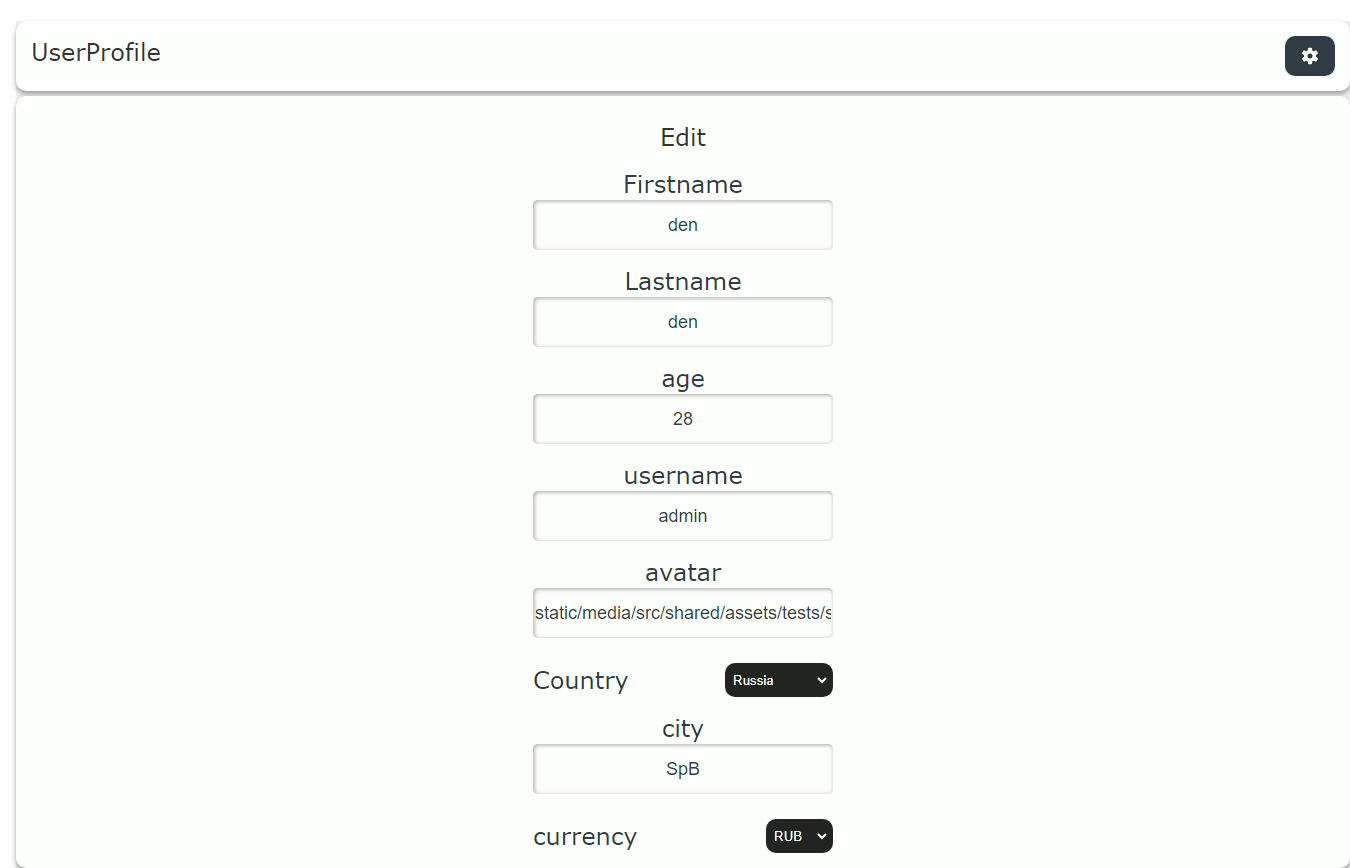 UserProfile
Edit
Firstname
den
Lastname
den
age
28
username
admin
avatar
static/media/src/shared/assets/tests/s
Country
Russia
city
SpB
currency
RUB